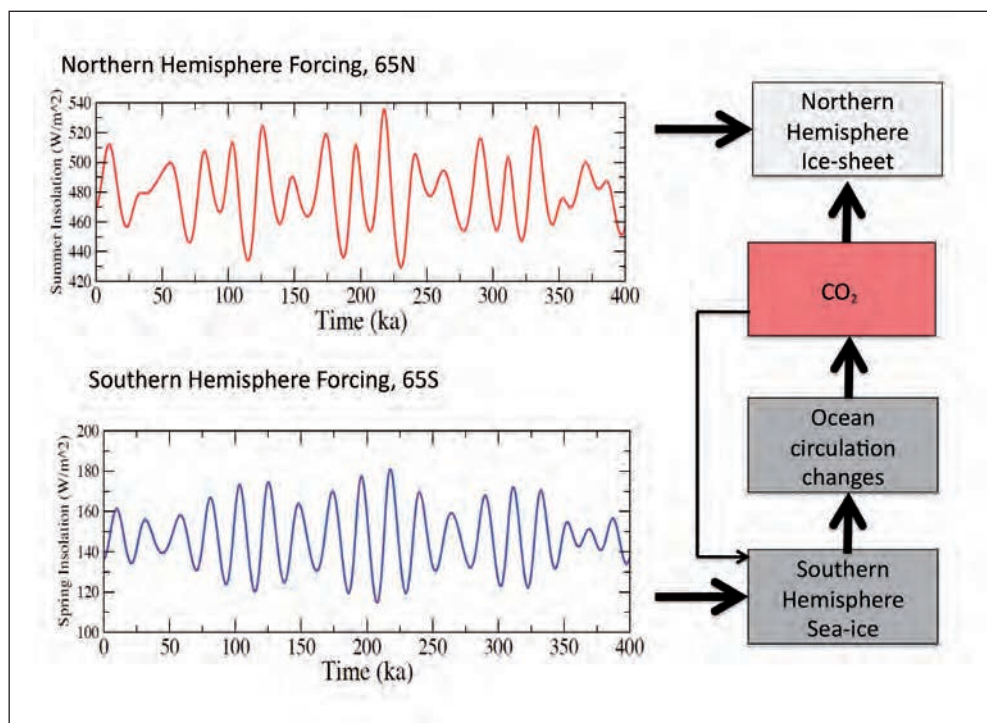 Northern Hemisphere Forcing, 65N
Summer Insolation (W/m^2)
540
520
500
480
460
440
420
0 50 100 150 200 250 300 350 400
Time (ka)
Southern Hemisphere Forcing, 65S
Spring Insolation (W/m^2)
200
180
160
140
120
100
0 50 100 150 200 250 300 350 400
Time (ka)
Northern
Hemisphere
Ice-sheet
CO₂
Ocean
circulation
changes
Southern
Hemisphere
Sea-ice